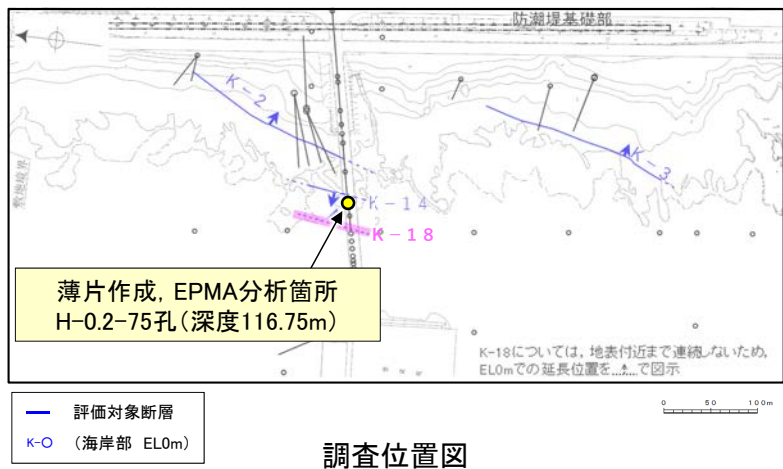 防潮堤基礎部
K-2
K-3
K-14
K-18
敷地境界
薄片作成, EPMA分析箇所
H-0.2-75孔(深度116.75m)
K-18については, 地表付近まで連続しないため,
EL0mでの延長位置を......で図示
評価対象断層
K-○ (海岸部 EL0m)
0 50 100m
調査位置図